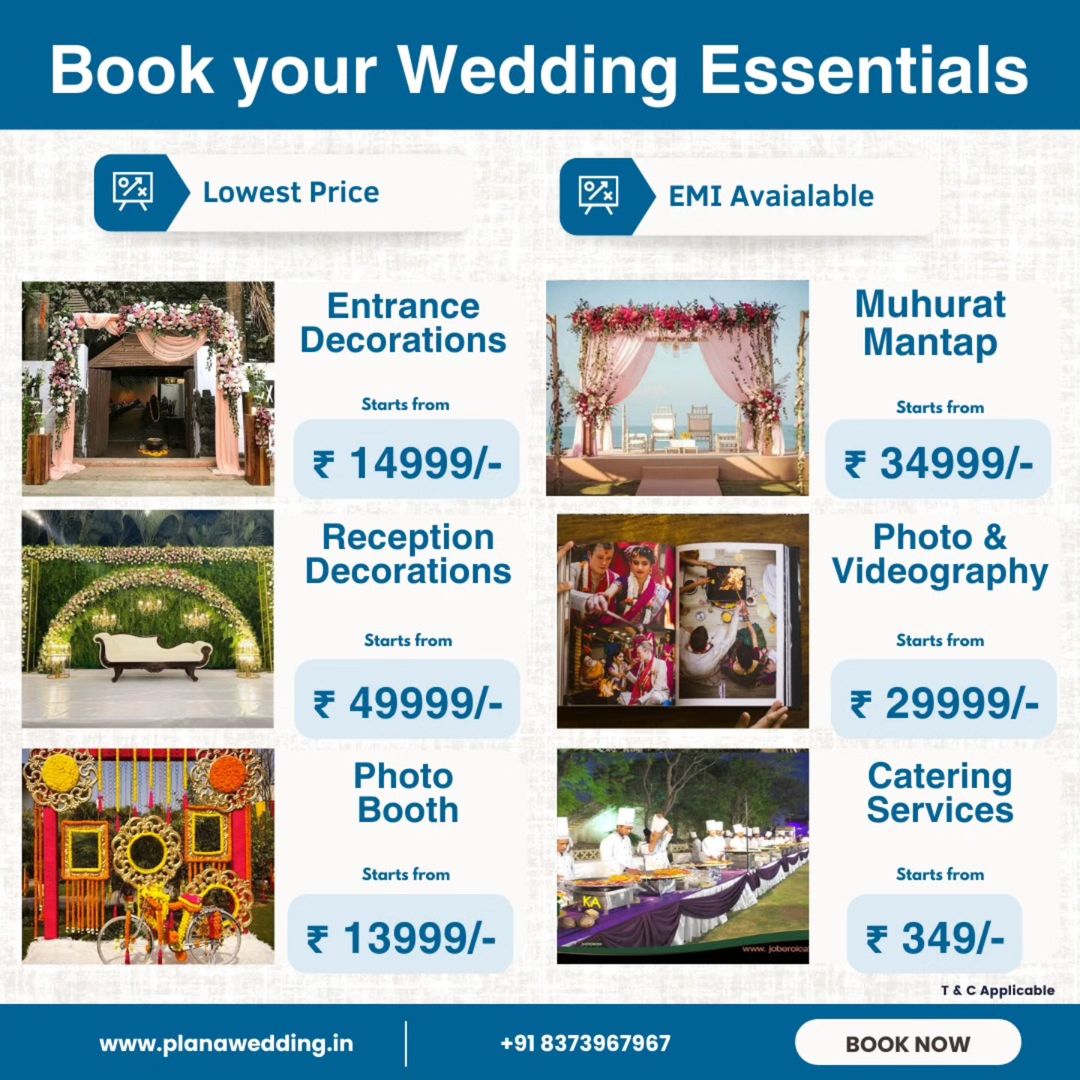 Book your Wedding Essentials
Lowest Price
EMI Avaialable
Entrance
Decorations
Starts from
₹ 14999/-
Muhurat
Mantap
Starts from
₹ 34999/-
Reception
Decorations
Starts from
₹ 49999/-
Photo &
Videography
Starts from
₹ 29999/-
Photo
Booth
Starts from
₹ 13999/-
Catering
Services
Starts from
₹ 349/-
KA
T & C Applicable
www.planawedding.in
+91 8373967967
BOOK NOW